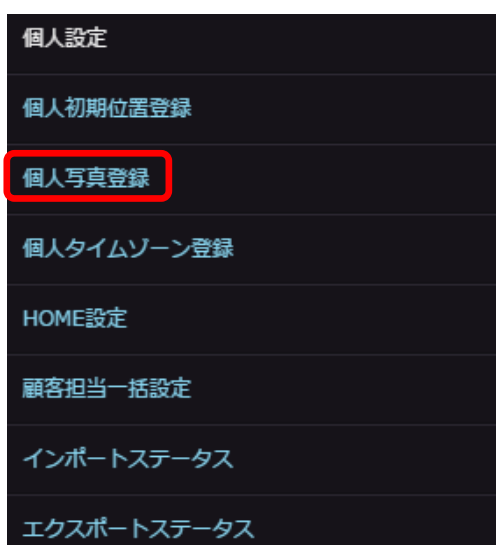 個人設定
個人初期位置登録
個人写真登録
個人タイムゾーン登録
HOME設定
顧客担当一括設定
インポートステータス
エクスポートステータス